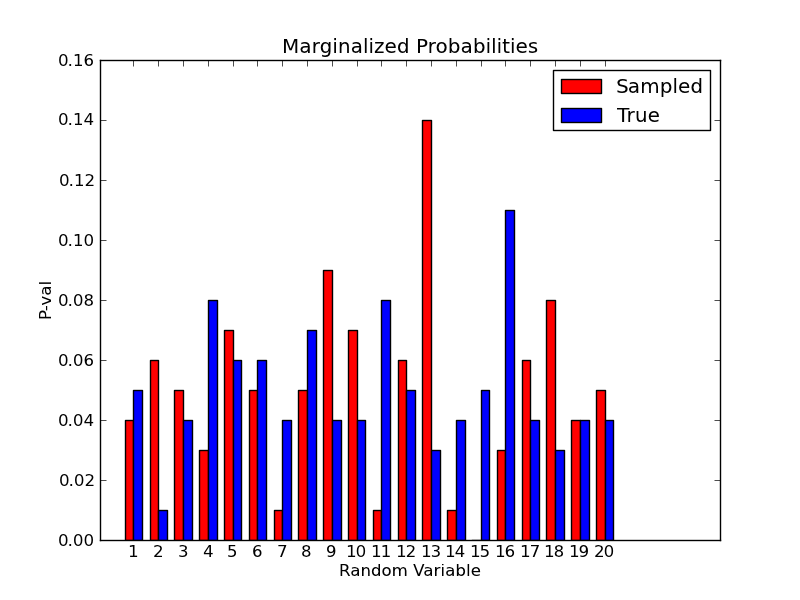 Marginalized Probabilities
Sampled
True
0.16
0.14
0.12
0.10
0.08
0.06
0.04
0.02
0.00
P-val
1 2 3 4 5 6 7 8 9 10 11 12 13 14 15 16 17 18 19 20
Random Variable